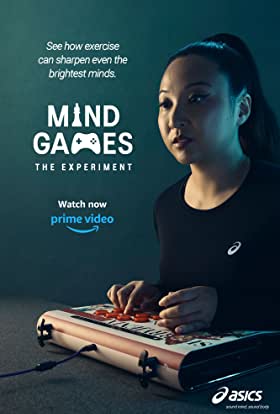 See how exercise
can sharpen even the
brightest minds.
MIND
GAMES
THE EXPERIMENT
Watch now
prime video
asics
sound mind, sound body